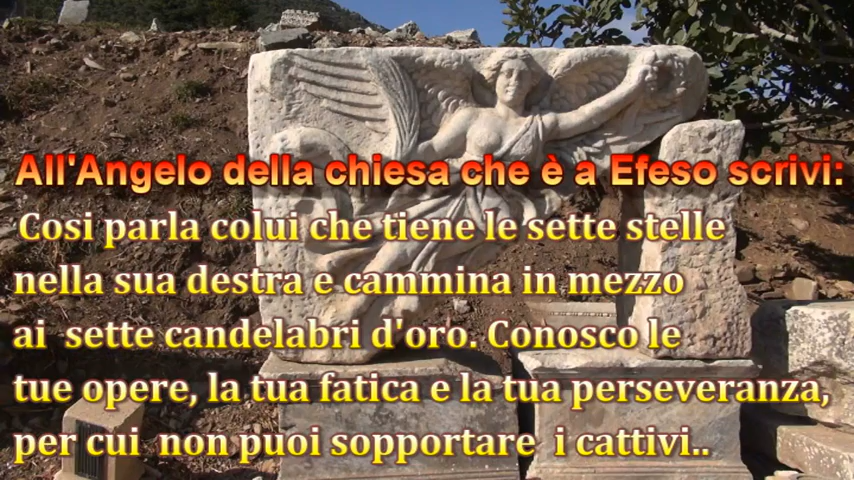 All'Angelo della chiesa che è a Efeso scrivi:
Cosi parla colui che tiene le sette stelle
nella sua destra e cammina in mezzo
ai sette candelabri d'oro. Conosco le
tue opere, la tua fatica e la tua perseveranza,
per cui non puoi sopportare i cattivi..